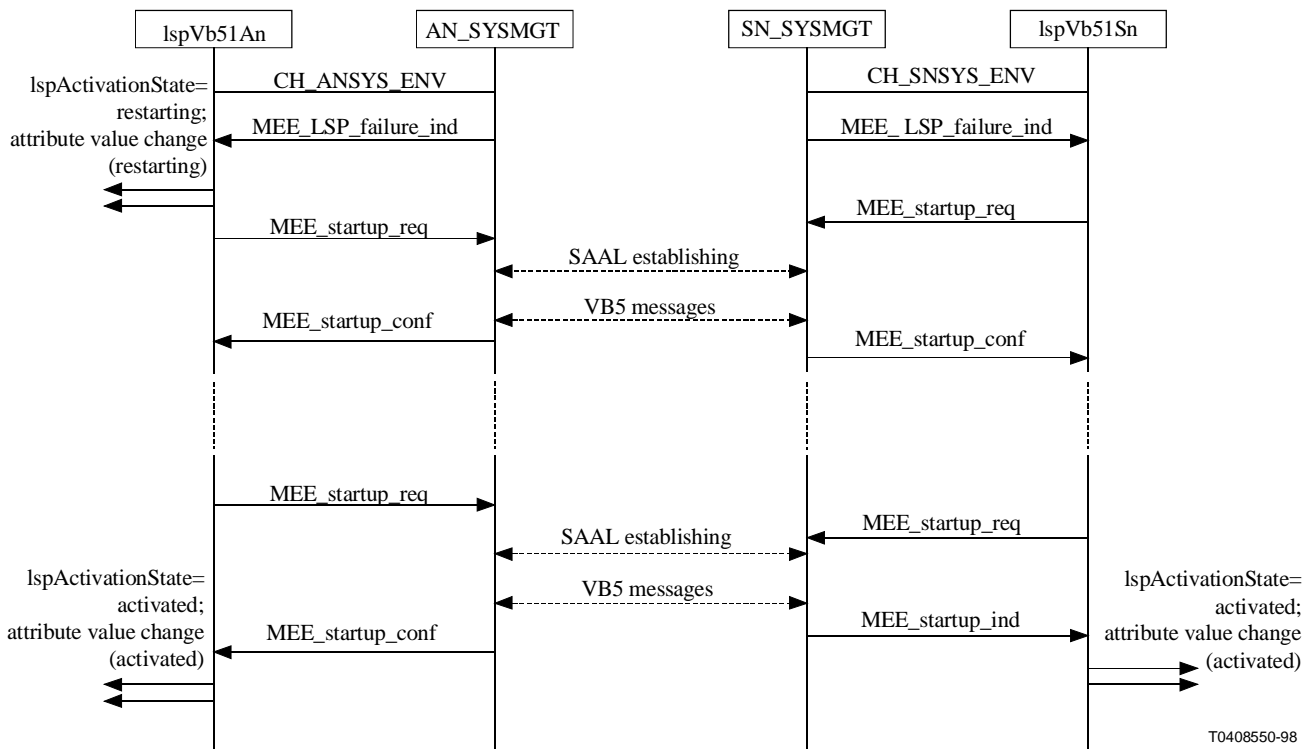 lspVb51An
AN_SYSMGT
SN_SYSMGT
lspVb51Sn
lspActivationState=
restarting;
attribute value change
(restarting)
CH_ANSYS_ENV
CH_SNSYS_ENV
MEE_LSP_failure_ind
MEE_ LSP_failure_ind
MEE_startup_req
MEE_startup_req
SAAL establishing
VB5 messages
MEE_startup_conf
MEE_startup_conf
MEE_startup_req
MEE_startup_req
SAAL establishing
lspActivationState=
activated;
attribute value change
(activated)
VB5 messages
MEE_startup_conf
MEE_startup_ind
lspActivationState=
activated;
attribute value change
(activated)
T0408550-98